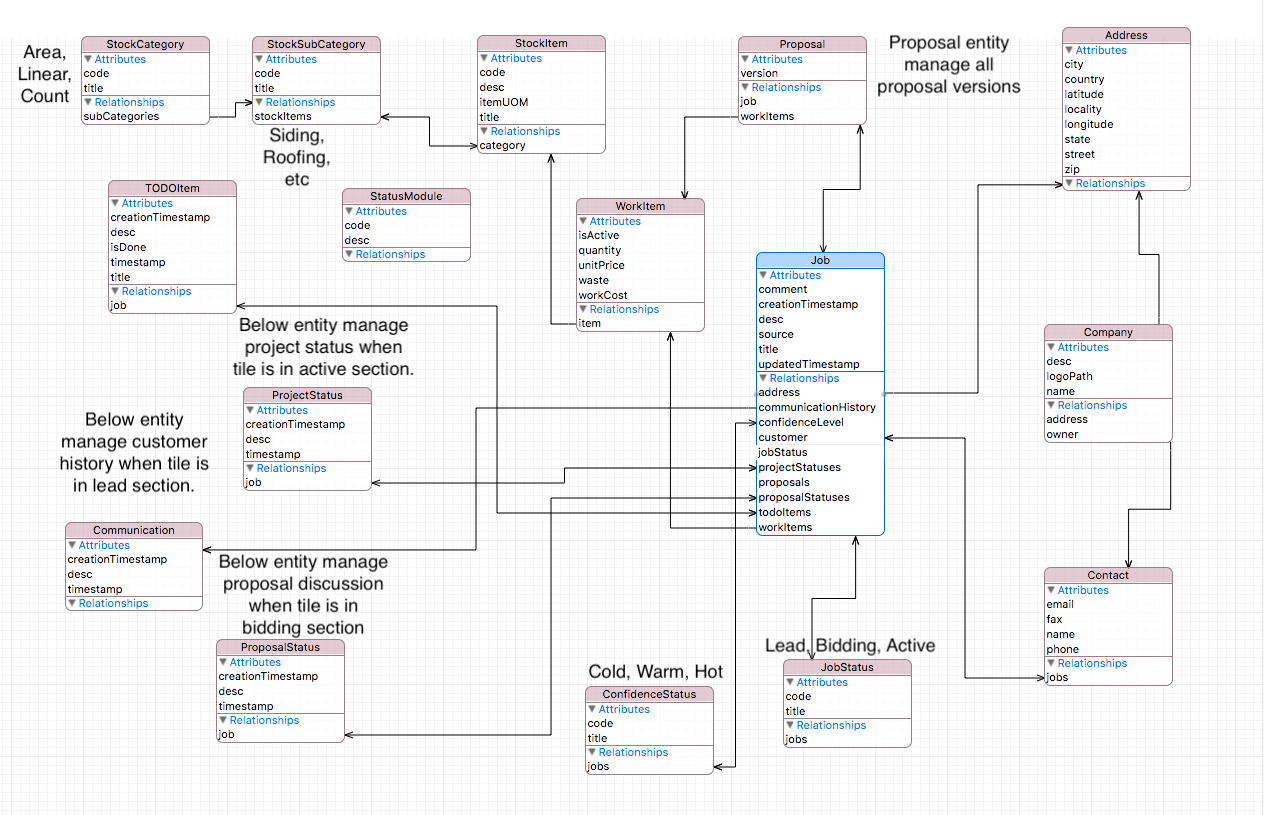 Area,
Linear,
Count
StockCategory
▼ Attributes
code
title
▼ Relationships
subCategories
StockSubCategory
▼ Attributes
code
title
▼ Relationships
stockItems
Siding,
Roofing,
etc
StockItem
▼ Attributes
code
desc
itemUOM
title
▼ Relationships
category
Proposal
▼ Attributes
version
▼ Relationships
job
workItems
Proposal entity
manage all
proposal versions
Address
▼ Attributes
city
country
latitude
locality
longitude
state
street
zip
▼ Relationships
TODOItem
▼ Attributes
creationTimestamp
desc
isDone
timestamp
title
▼ Relationships
job
StatusModule
▼ Attributes
code
desc
▼ Relationships
WorkItem
▼ Attributes
isActive
quantity
unitPrice
waste
workCost
▼ Relationships
item
Job
▼ Attributes
comment
creationTimestamp
desc
source
title
updatedTimestamp
▼ Relationships
address
communicationHistory
confidenceLevel
customer
jobStatus
projectStatuses
proposals
proposalStatuses
todoItems
workItems
Company
▼ Attributes
desc
logoPath
name
▼ Relationships
address
owner
Below entity manage
project status when
tile is in active section.
ProjectStatus
▼ Attributes
creationTimestamp
desc
timestamp
▼ Relationships
job
Below entity
manage customer
history when tile is
in lead section.
Communication
▼ Attributes
creationTimestamp
desc
timestamp
▼ Relationships
Below entity manage
proposal discussion
when tile is in
bidding section
ProposalStatus
▼ Attributes
creationTimestamp
desc
timestamp
▼ Relationships
job
Cold, Warm, Hot
ConfidenceStatus
▼ Attributes
code
title
▼ Relationships
jobs
Lead, Bidding, Active
JobStatus
▼ Attributes
code
title
▼ Relationships
jobs
Contact
▼ Attributes
email
fax
name
phone
▼ Relationships
jobs